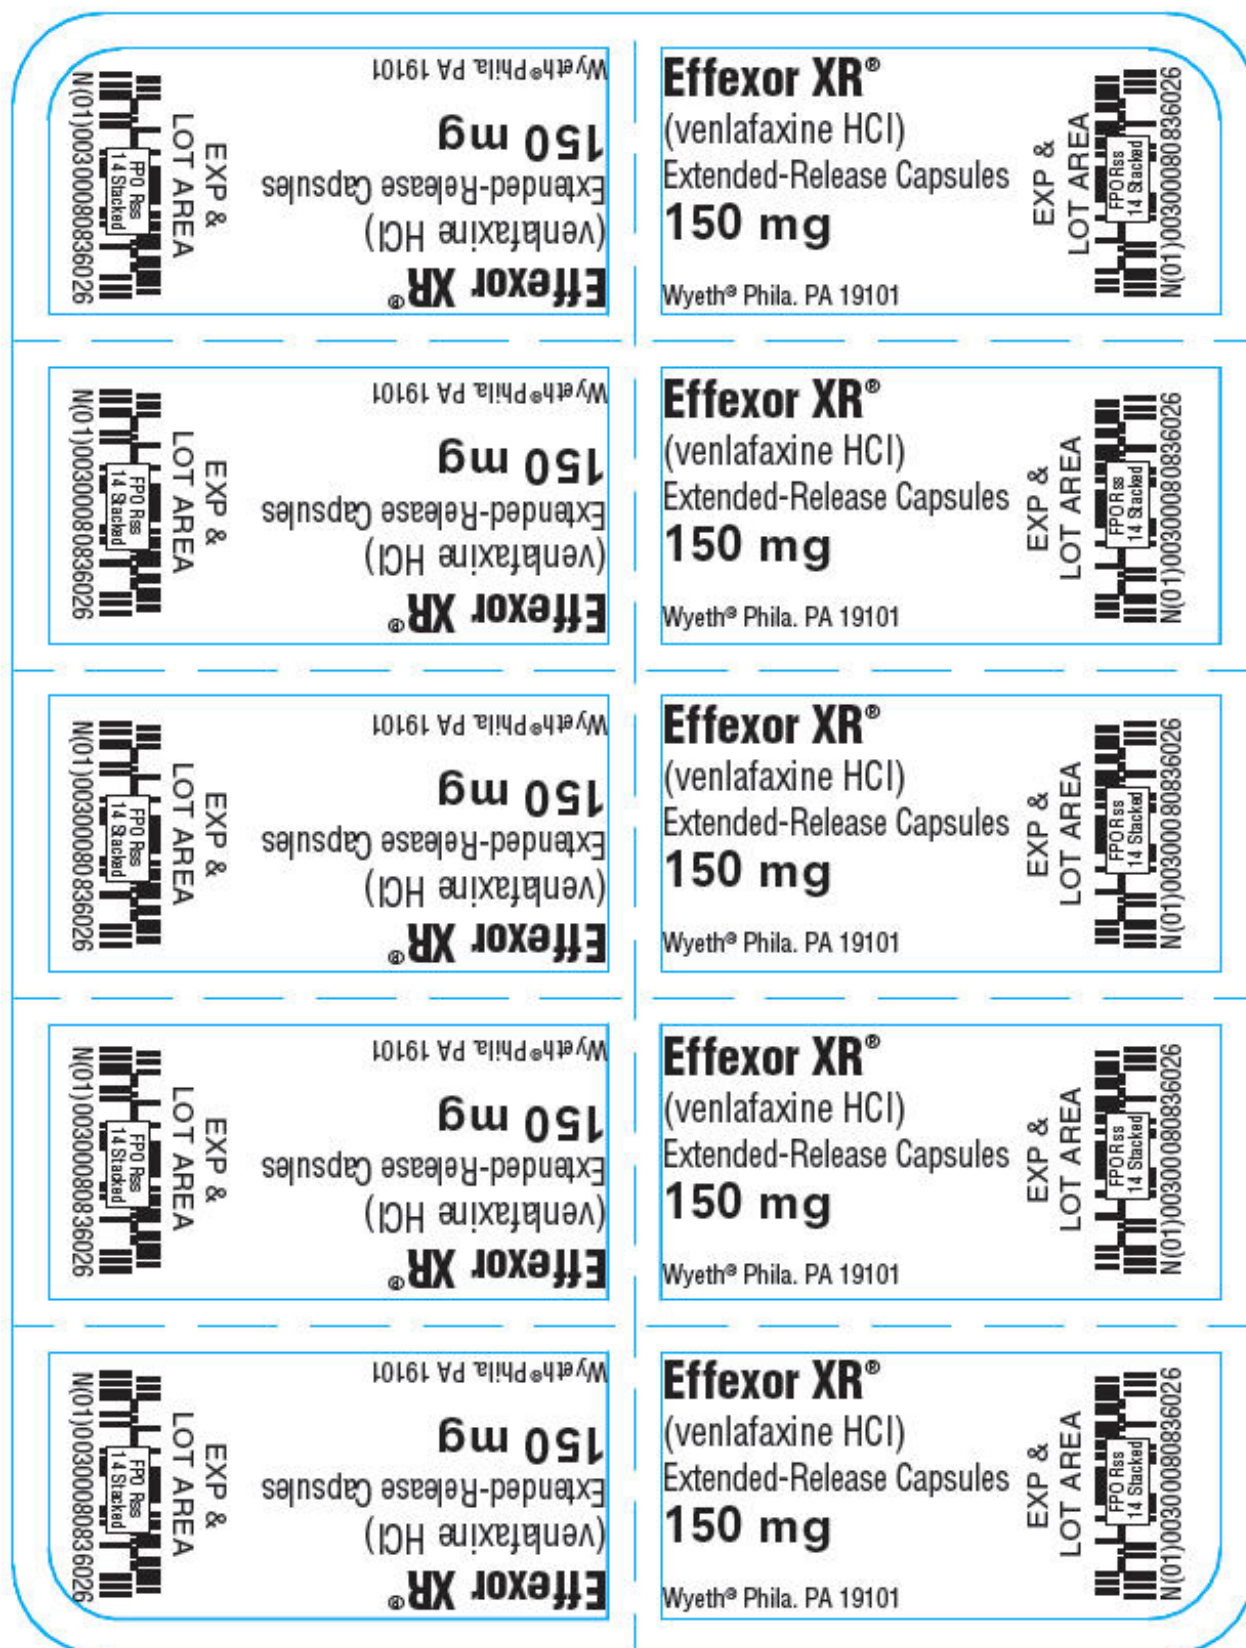 Effexor XR®
(venlafaxine HCl)
Extended-Release Capsules
150 mg
Wyeth® Phila. PA 19101
EXP &
LOT AREA
FPO Rss
14 Stacked
N(01)00300080836026
Effexor XR®
(venlafaxine HCl)
Extended-Release Capsules
150 mg
Wyeth® Phila. PA 19101
EXP &
LOT AREA
FPO Rss
14 Stacked
N(01)00300080836026
Effexor XR®
(venlafaxine HCl)
Extended-Release Capsules
150 mg
Wyeth® Phila. PA 19101
EXP &
LOT AREA
FPO Rss
14 Stacked
N(01)00300080836026
Effexor XR®
(venlafaxine HCl)
Extended-Release Capsules
150 mg
Wyeth® Phila. PA 19101
EXP &
LOT AREA
FPO Rss
14 Stacked
N(01)00300080836026
Effexor XR®
(venlafaxine HCl)
Extended-Release Capsules
150 mg
Wyeth® Phila. PA 19101
EXP &
LOT AREA
FPO Rss
14 Stacked
N(01)00300080836026
Effexor XR®
(venlafaxine HCl)
Extended-Release Capsules
150 mg
Wyeth® Phila. PA 19101
EXP &
LOT AREA
FPO Rss
14 Stacked
N(01)00300080836026
Effexor XR®
(venlafaxine HCl)
Extended-Release Capsules
150 mg
Wyeth® Phila. PA 19101
EXP &
LOT AREA
FPO Rss
14 Stacked
N(01)00300080836026
Effexor XR®
(venlafaxine HCl)
Extended-Release Capsules
150 mg
Wyeth® Phila. PA 19101
EXP &
LOT AREA
FPO Rss
14 Stacked
N(01)00300080836026
Effexor XR®
(venlafaxine HCl)
Extended-Release Capsules
150 mg
Wyeth® Phila. PA 19101
EXP &
LOT AREA
FPO Rss
14 Stacked
N(01)00300080836026
Effexor XR®
(venlafaxine HCl)
Extended-Release Capsules
150 mg
Wyeth® Phila. PA 19101
EXP &
LOT AREA
FPO Rss
14 Stacked
N(01)00300080836026